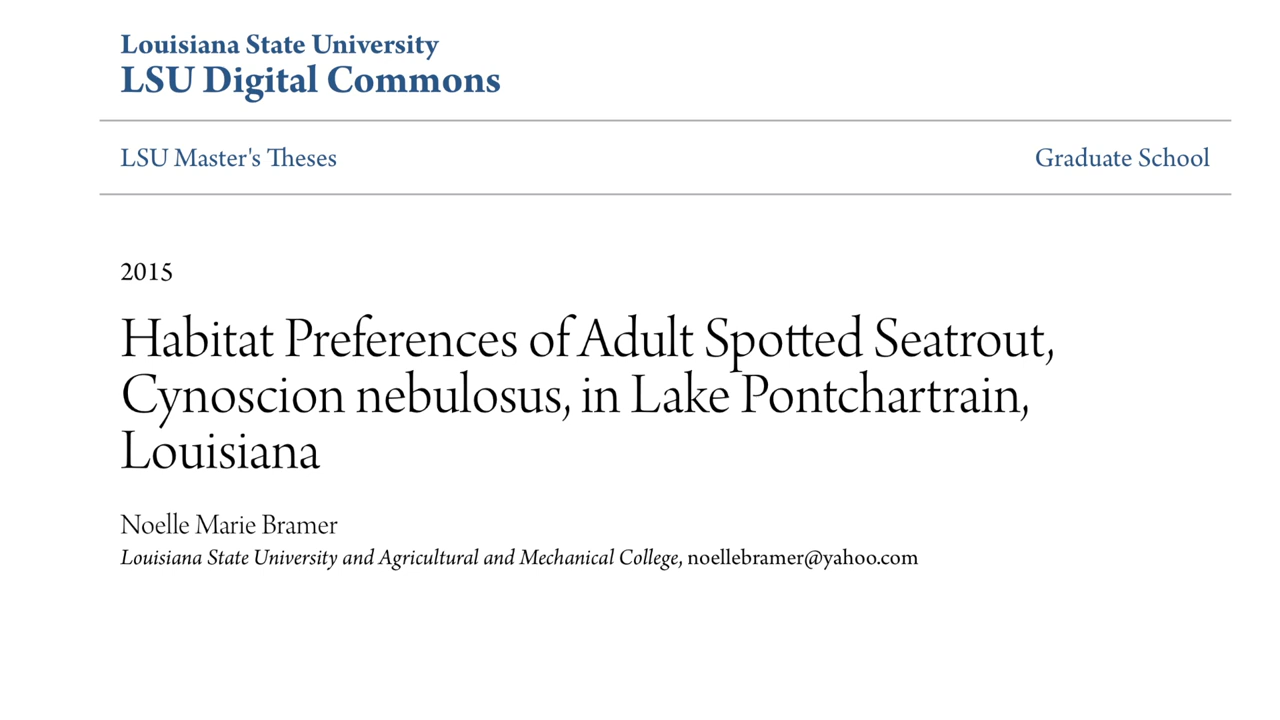 Louisiana State University
LSU Digital Commons
LSU Master's Theses
Graduate School
2015
Habitat Preferences of Adult Spotted Seatrout,
Cynoscion nebulosus, in Lake Pontchartrain,
Louisiana
Noelle Marie Bramer
Louisiana State University and Agricultural and Mechanical College, noellebramer@yahoo.com